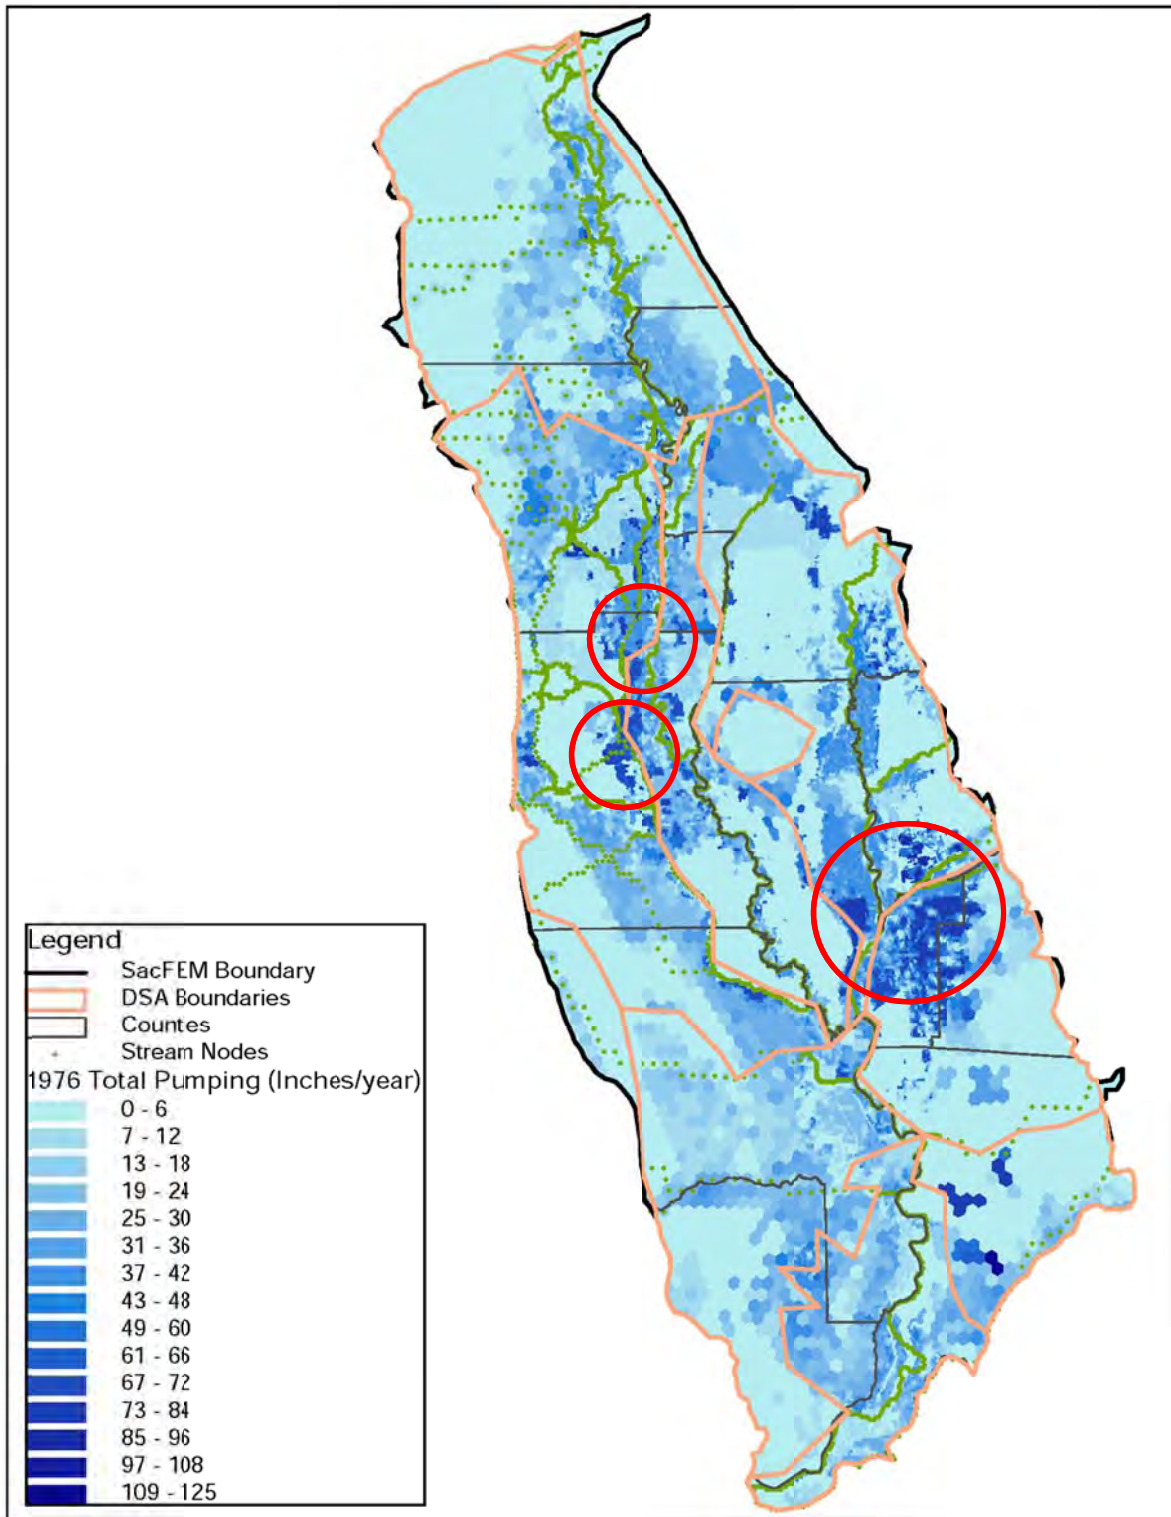 Legend
SacFEM Boundary
DSA Boundaries
Countes
Stream Nodes
1976 Total Pumping (Inches/year)
0 - 6
7 - 12
13 - 18
19 - 24
25 - 30
31 - 36
37 - 42
43 - 48
49 - 60
61 - 66
67 - 72
73 - 84
85 - 96
97 - 108
109 - 125